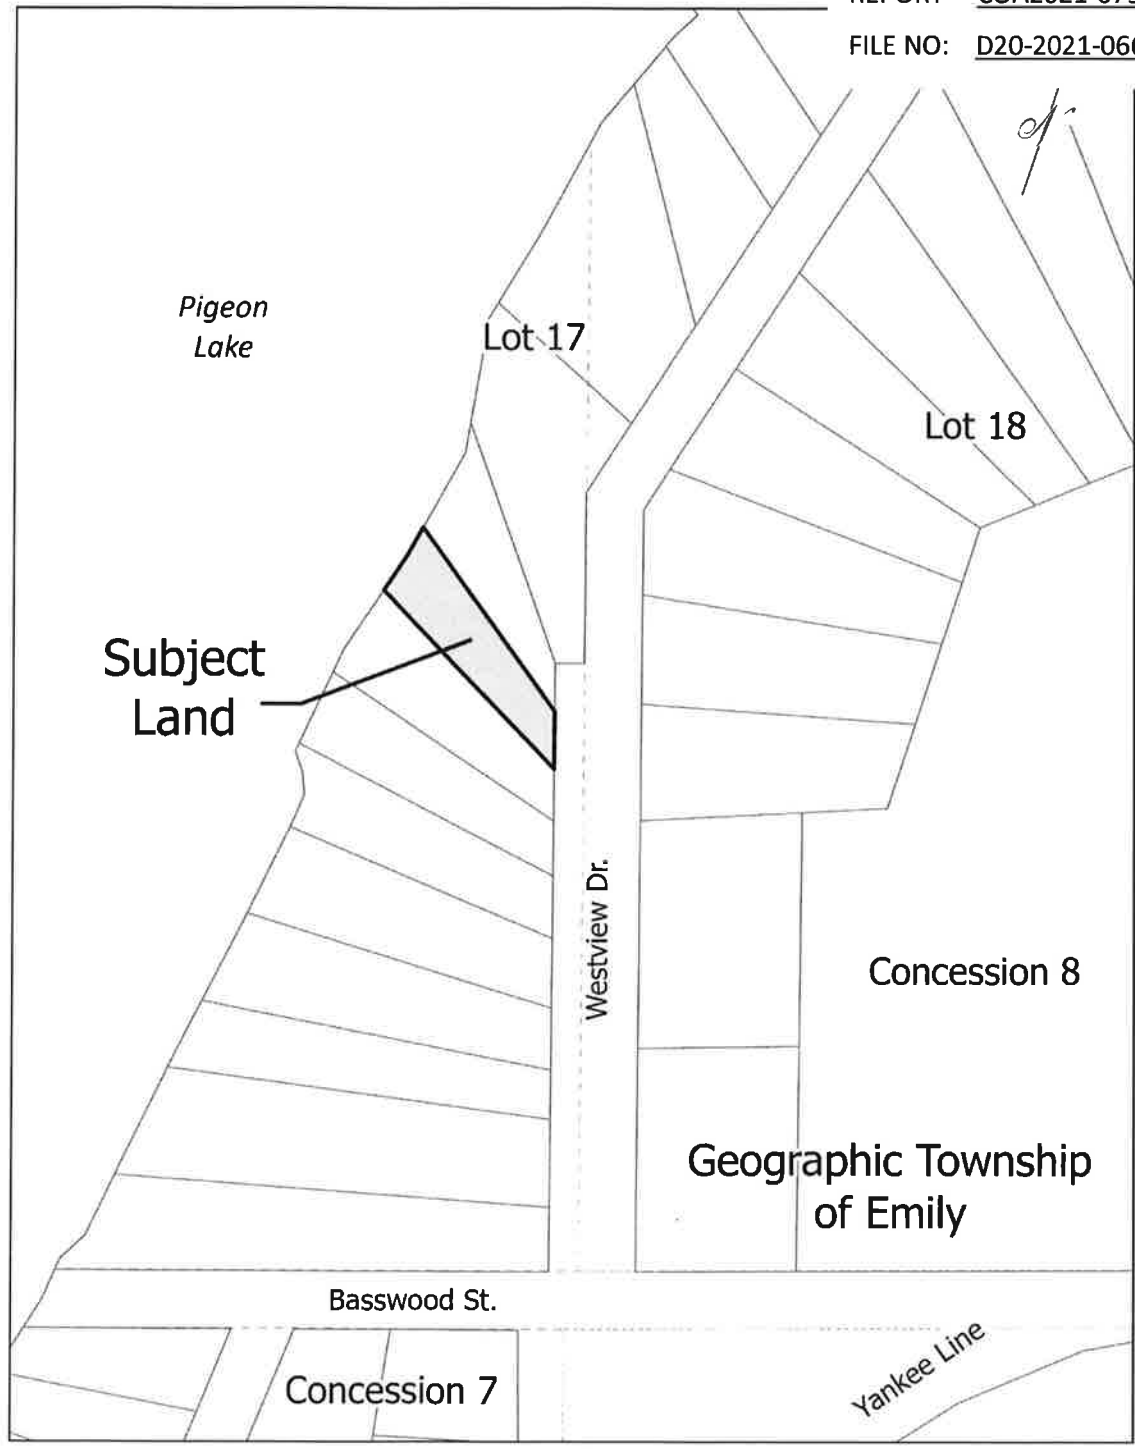 FILE NO: D20-2021-06
Pigeon
Lake
Lot 17
Lot 18
Subject
Land
Westview Dr.
Concession 8
Geographic Township
of Emily
Basswood St.
Concession 7
Yankee Line